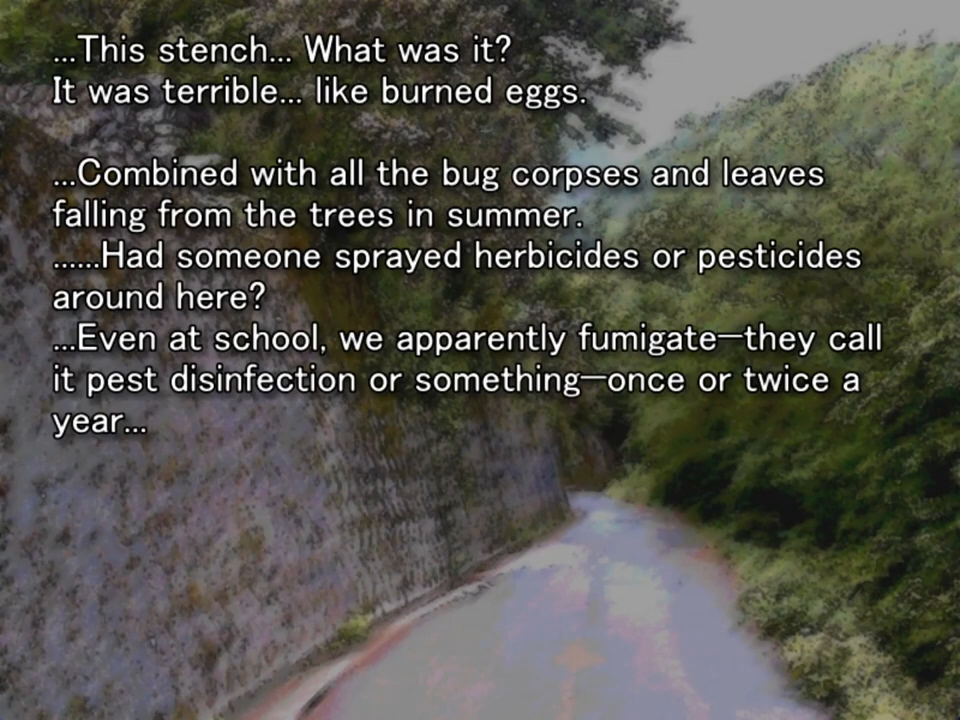 ...This stench... What was it?
It was terrible... like burned eggs.
...Combined with all the bug corpses and leaves
falling from the trees in summer.
......Had someone sprayed herbicides or pesticides
around here?
...Even at school, we apparently fumigate—they call
it pest disinfection or something—once or twice a
year...